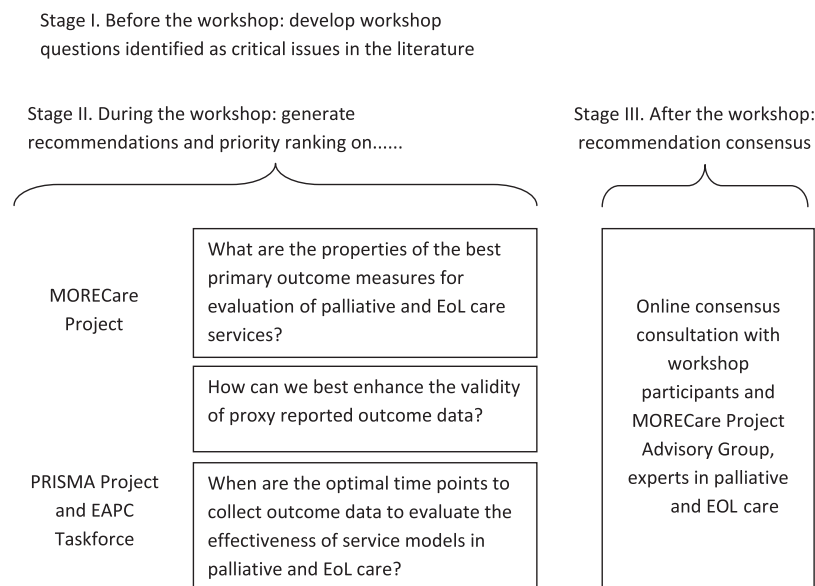 Stage I. Before the workshop: develop workshop
questions identified as critical issues in the literature
Stage II. During the workshop: generate
recommendations and priority ranking on......
Stage III. After the workshop:
recommendation consensus
MORECare
Project
What are the properties of the best
primary outcome measures for
evaluation of palliative and EoL care
services?
How can we best enhance the validity
of proxy reported outcome data?
PRISMA Project
and EAPC
Taskforce
When are the optimal time points to
collect outcome data to evaluate the
effectiveness of service models in
palliative and EoL care?
Online consensus
consultation with
workshop
participants and
MORECare Project
Advisory Group,
experts in palliative
and EOL care